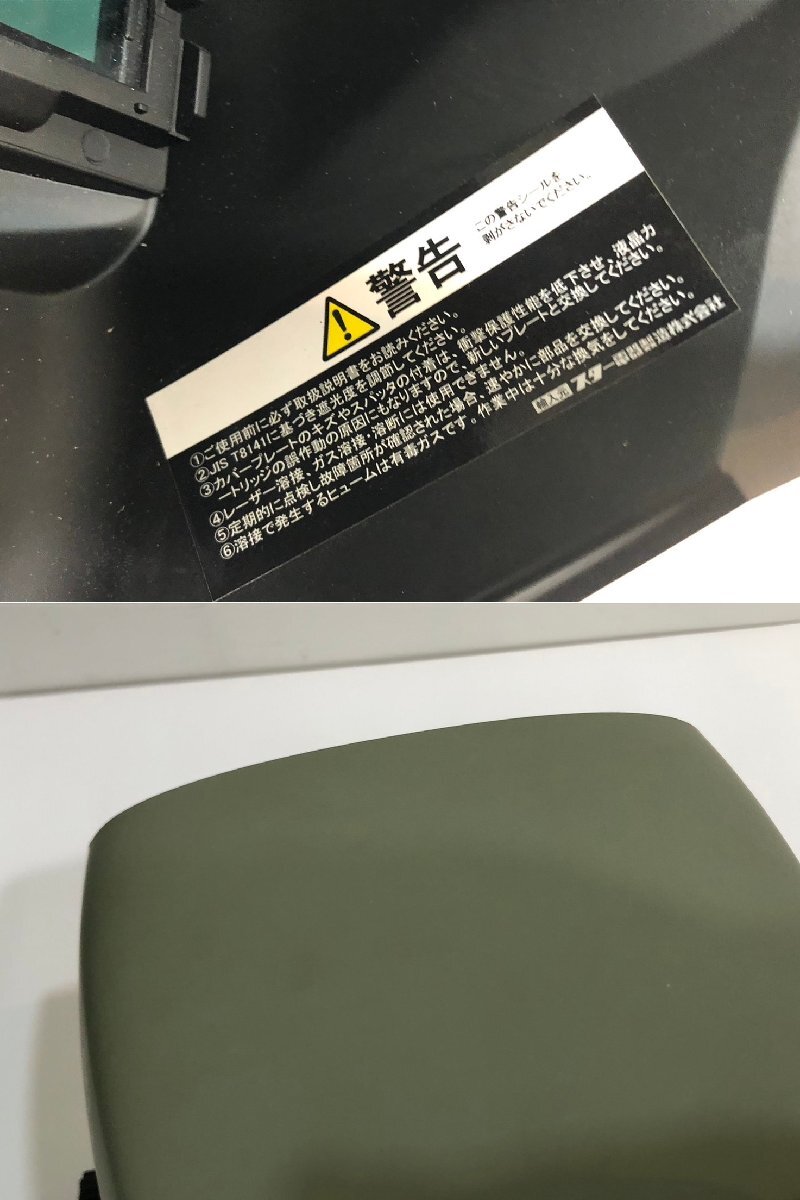 警告
この警告シールを
剥がさないでください。
①ご使用前に必ず取扱説明書をお読みください。
②JIS T8141に基づき遮光度を調節してください。
③カバープレートのキズやスパッタの付着は、衝撃保護性能を低下させ、液晶カ
ートリッジの誤作動の原因にもなりますので、新しいプレートと交換してください。
④レーザー溶接、ガス溶接・溶断には使用できません。
⑤定期的に点検し故障箇所が確認された場合、速やかに部品を交換してください。
⑥溶接で発生するヒュームは有毒ガスです。作業中は十分な換気をしてください。
輸入元 スター電器製造株式会社